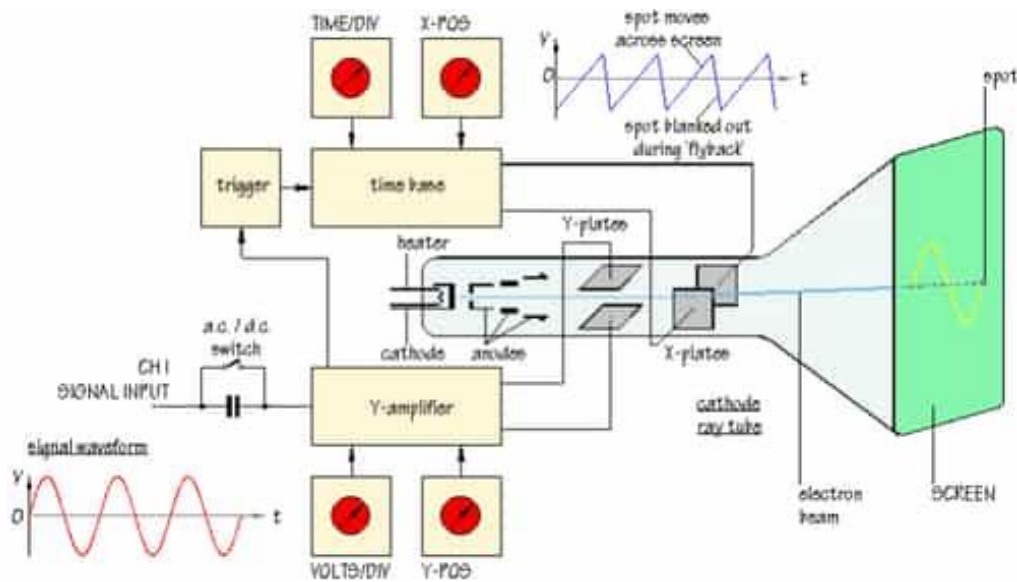 TIME/DIV
X-POS
spot moves
across screen
V
0
t
spot blanked out
during 'flyback'
spot
trigger
time base
Y-plates
heater
cathode
anodes
X-plates
a.c. / d.c.
switch
CH 1
SIGNAL INPUT
Y-amplifier
cathode
ray tube
signal waveform
V
0
t
electron
beam
SCREEN
VOLTS/DIV
Y-POS